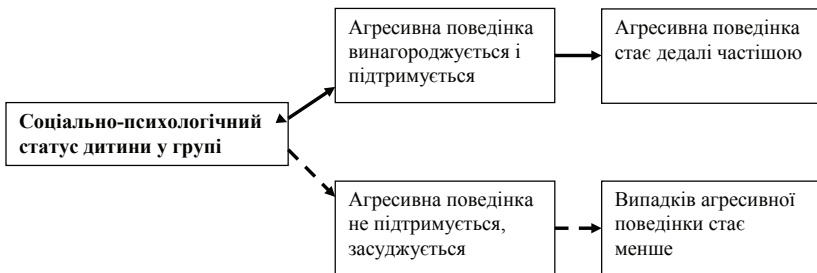 Соціально-психологічний
статус дитини у групі
Агресивна поведінка
винагороджується і
підтримується
Агресивна поведінка
стає дедалі частішою
Агресивна поведінка
не підтримується,
засуджується
Випадків агресивної
поведінки стає
менше